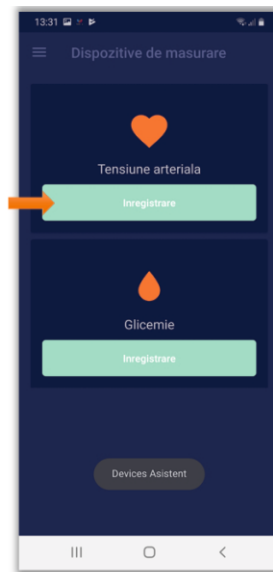 13:31
Dispozitive de masurare
Tensiune arteriala
Inregistrare
Glicemie
Inregistrare
Devices Asistent